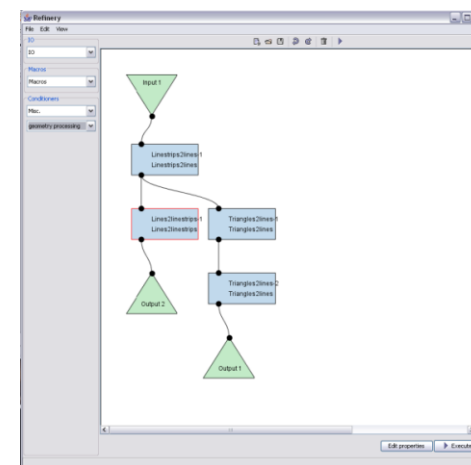 Refinery
File Edit View
IO
IO
Macros
Macros
Conditioners
Misc.
geometry processing
Input 1
Linestrips2lines-1
Linestrips2lines
Lines2linestrips-1
Lines2linestrips
Triangles2lines-1
Triangles2lines
Triangles2lines-2
Triangles2lines
Output 2
Output 1
Edit properties
Execute